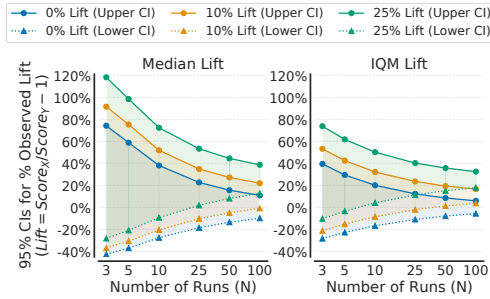 0% Lift (Upper CI) 10% Lift (Upper CI) 25% Lift (Upper CI)
0% Lift (Lower CI) 10% Lift (Lower CI) 25% Lift (Lower CI)
Median Lift IQM Lift
95% CIs for % Observed Lift
(Lift = Score_X/Score_Y − 1)
120% 120%
100% 100%
80% 80%
60% 60%
40% 40%
20% 20%
0% 0%
-20% -20%
-40% -40%
3 5 10 25 50 100 3 5 10 25 50 100
Number of Runs (N) Number of Runs (N)